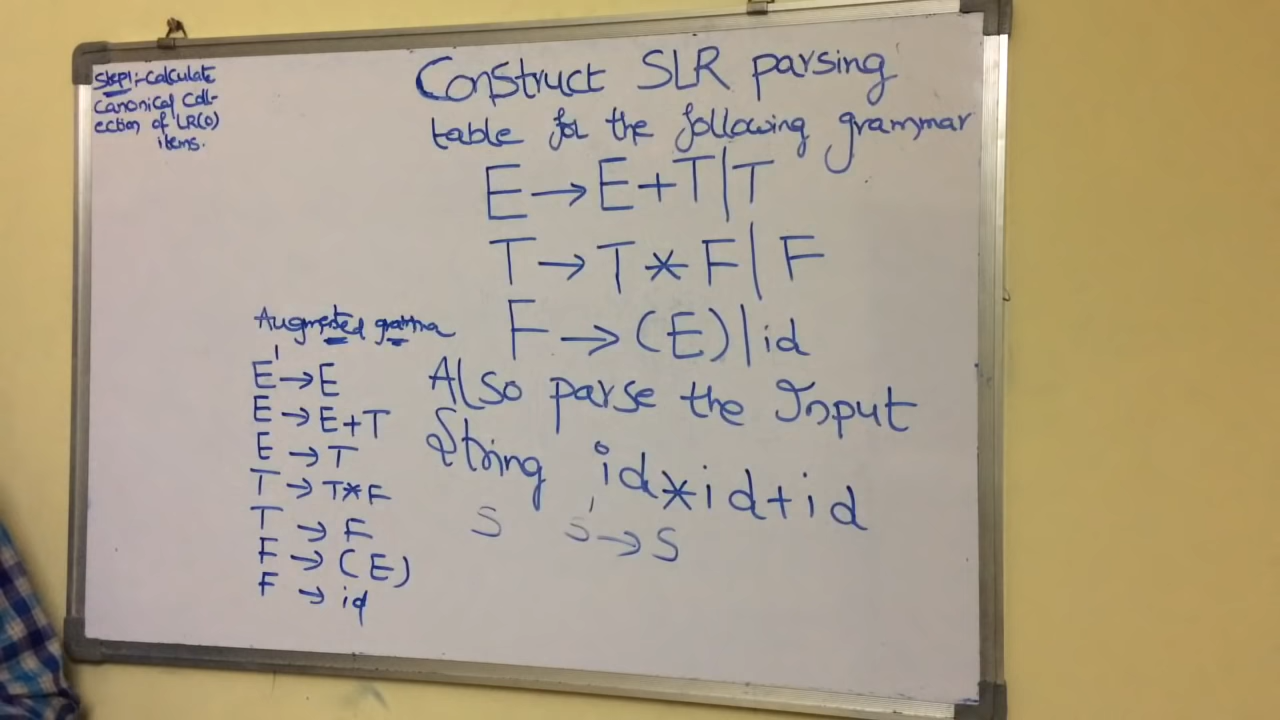 Step1:-Calculate
Canonical Coll-
ection of LR(0)
items.
Construct SLR parsing
table for the following grammar
E → E+T|T
T → T * F| F
F → (E)|id
Also parse the Input
String id*id+id
S S' → S
Augmented
E' → E
E → E+T
E → T
T → T*F
T → F
F → (E)
F → id